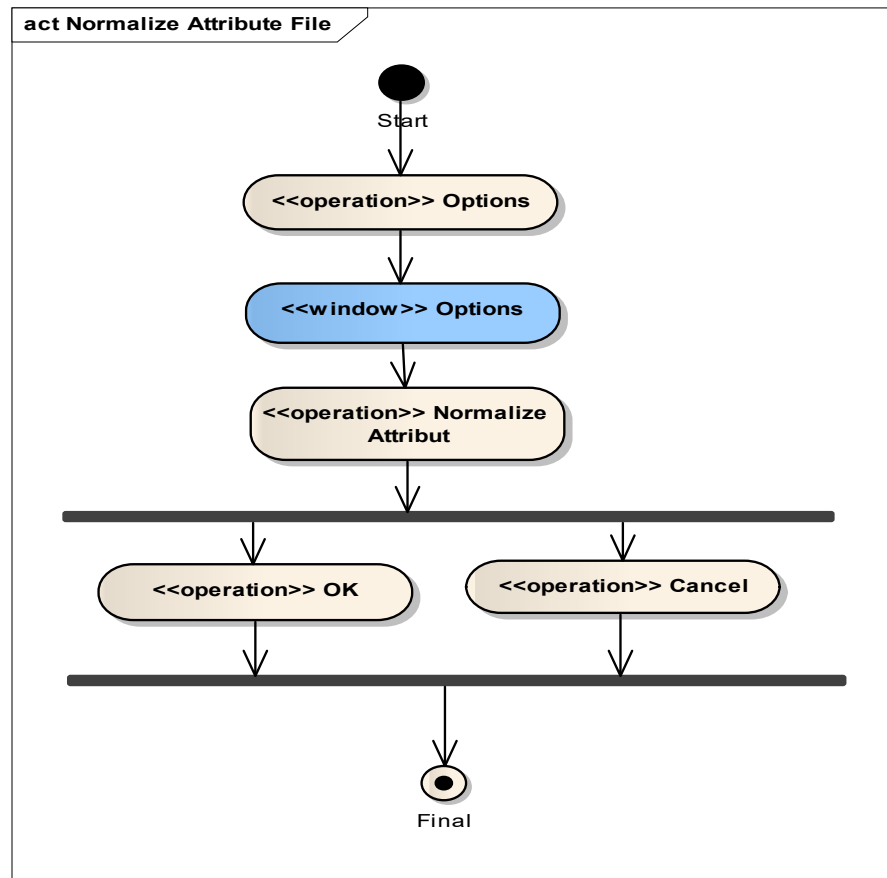 act Normalize Attribute File
Start
<<operation>> Options
<<window>> Options
<<operation>> Normalize
Attribut
<<operation>> OK
<<operation>> Cancel
Final